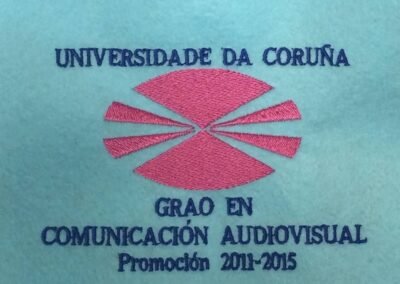 UNIVERSIDADE DA CORUÑA
GRAO EN
COMUNICACIÓN AUDIOVISUAL
Promoción 2011-2015